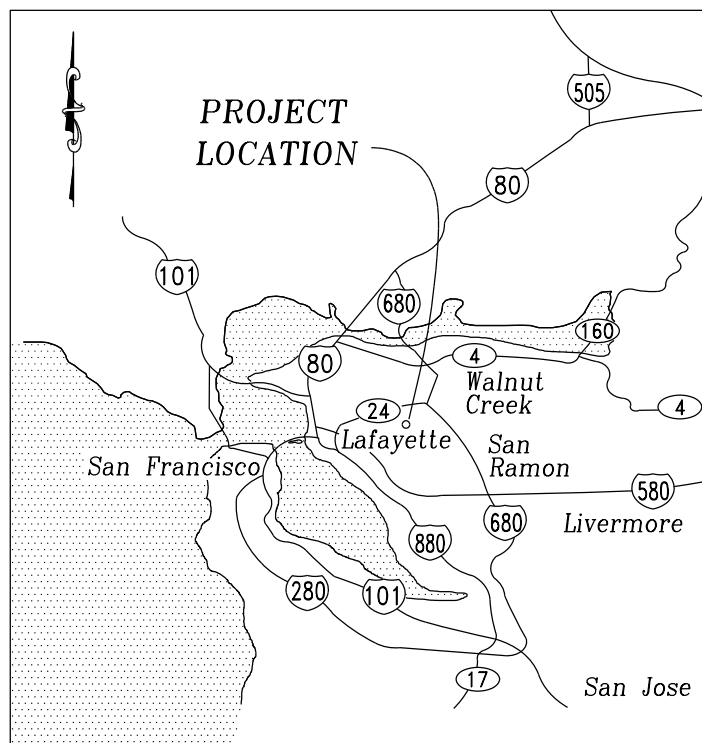 505
PROJECT
LOCATION
80
101
680
160
80
4
Walnut
Creek
24
4
Lafayette
San
Ramon
San Francisco
580
680
Livermore
880
280
101
17
San Jose